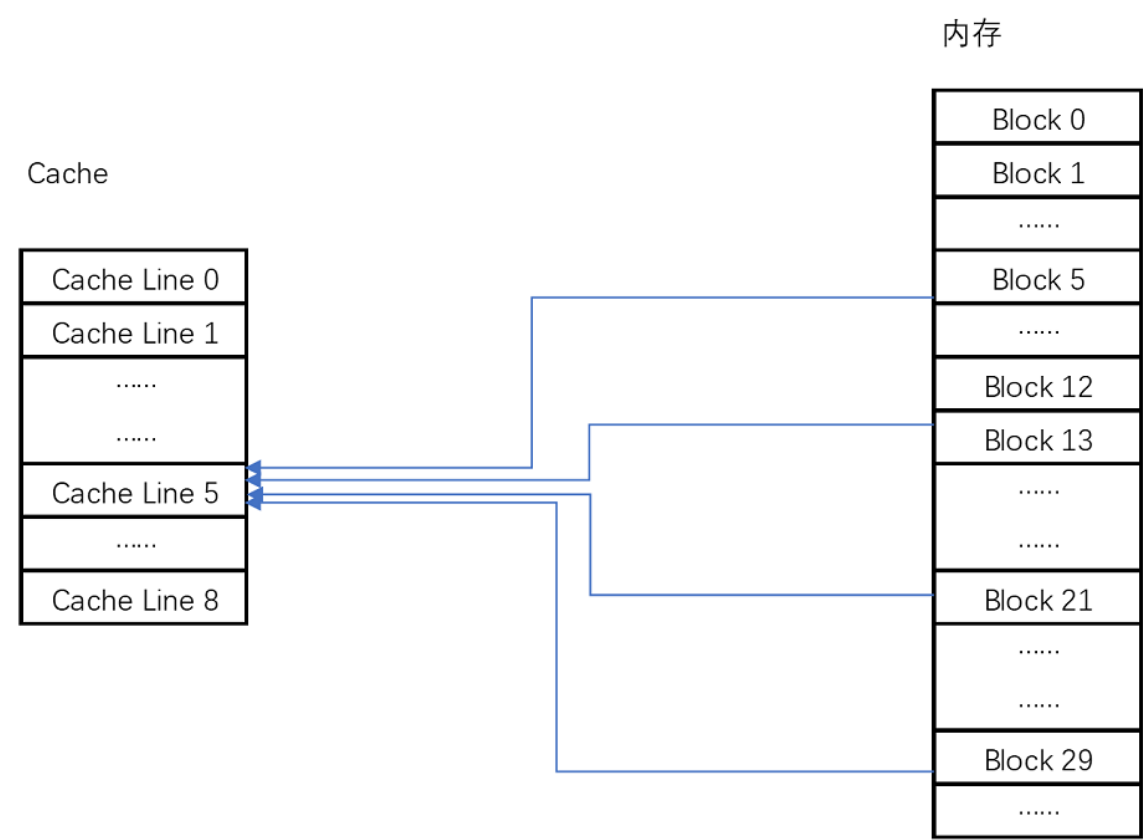 Cache
Cache Line 0
Cache Line 1
……
……
Cache Line 5
……
Cache Line 8
内存
Block 0
Block 1
……
Block 5
……
Block 12
Block 13
……
……
Block 21
……
……
Block 29
……